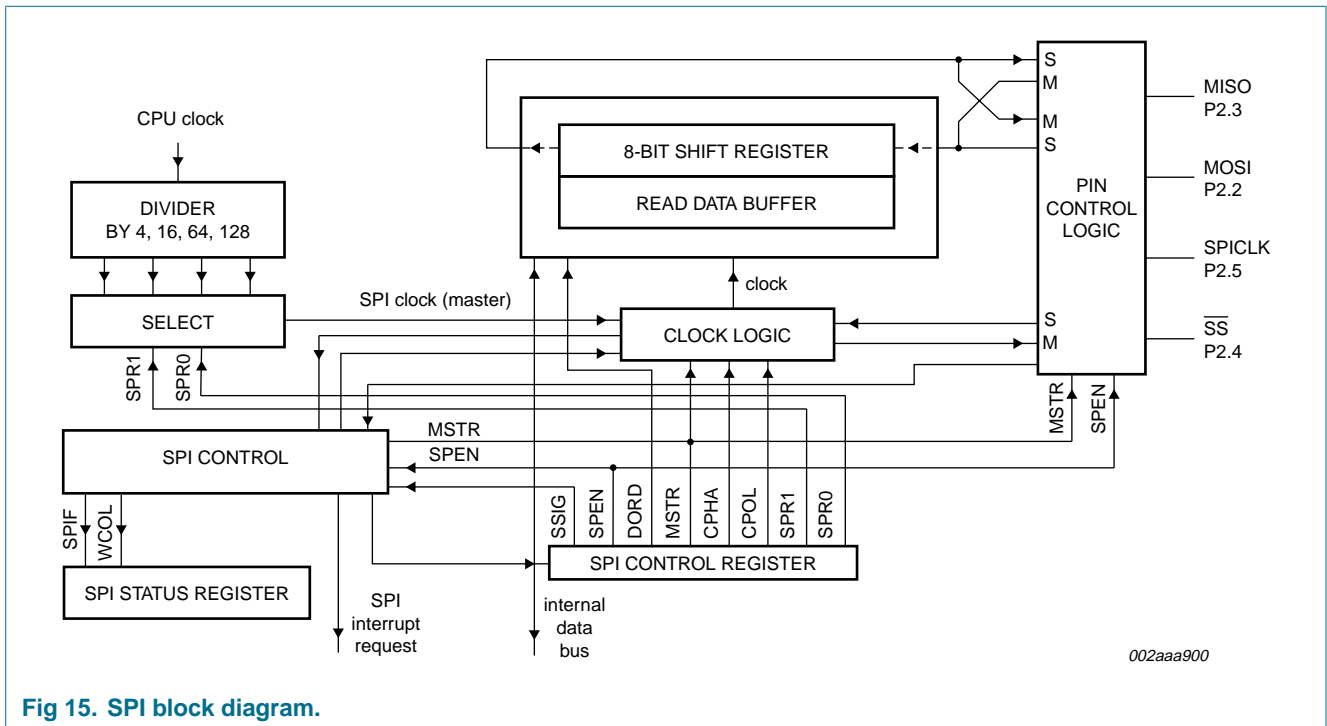 CPU clock
DIVIDER
BY 4, 16, 64, 128
SELECT
SPR1
SPR0
SPI clock (master)
8-BIT SHIFT REGISTER
READ DATA BUFFER
clock
CLOCK LOGIC
S
M
M
S
PIN
CONTROL
LOGIC
S
M
MISO
P2.3
MOSI
P2.2
SPICLK
P2.5
SS
P2.4
MSTR
SPEN
SPI CONTROL
MSTR
SPEN
SPIF
WCOL
SPI STATUS REGISTER
SSIG
SPEN
DORD
MSTR
CPHA
CPOL
SPR1
SPR0
SPI CONTROL REGISTER
SPI
interrupt
request
internal
data
bus
002aaa900
Fig 15. SPI block diagram.